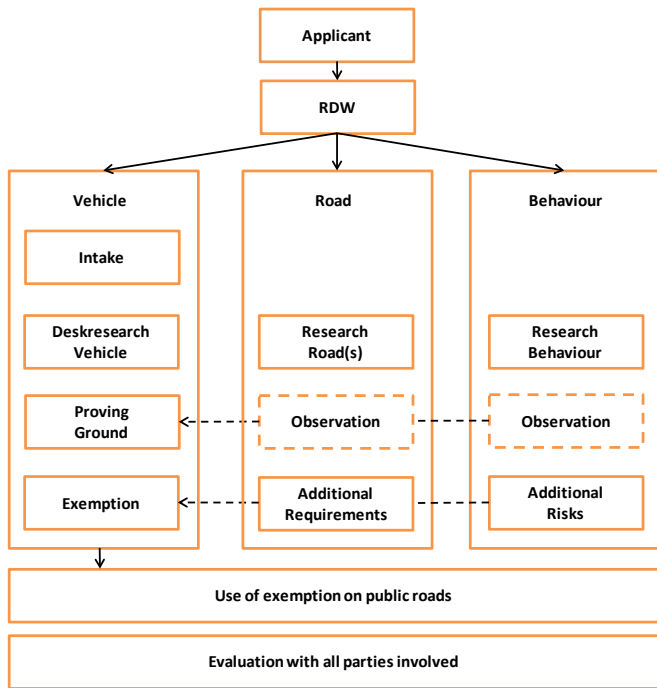 Applicant
RDW
Vehicle
Road
Behaviour
Intake
Deskresearch
Vehicle
Research
Road(s)
Research
Behaviour
Proving
Ground
Observation
Observation
Exemption
Additional
Requirements
Additional
Risks
Use of exemption on public roads
Evaluation with all parties involved